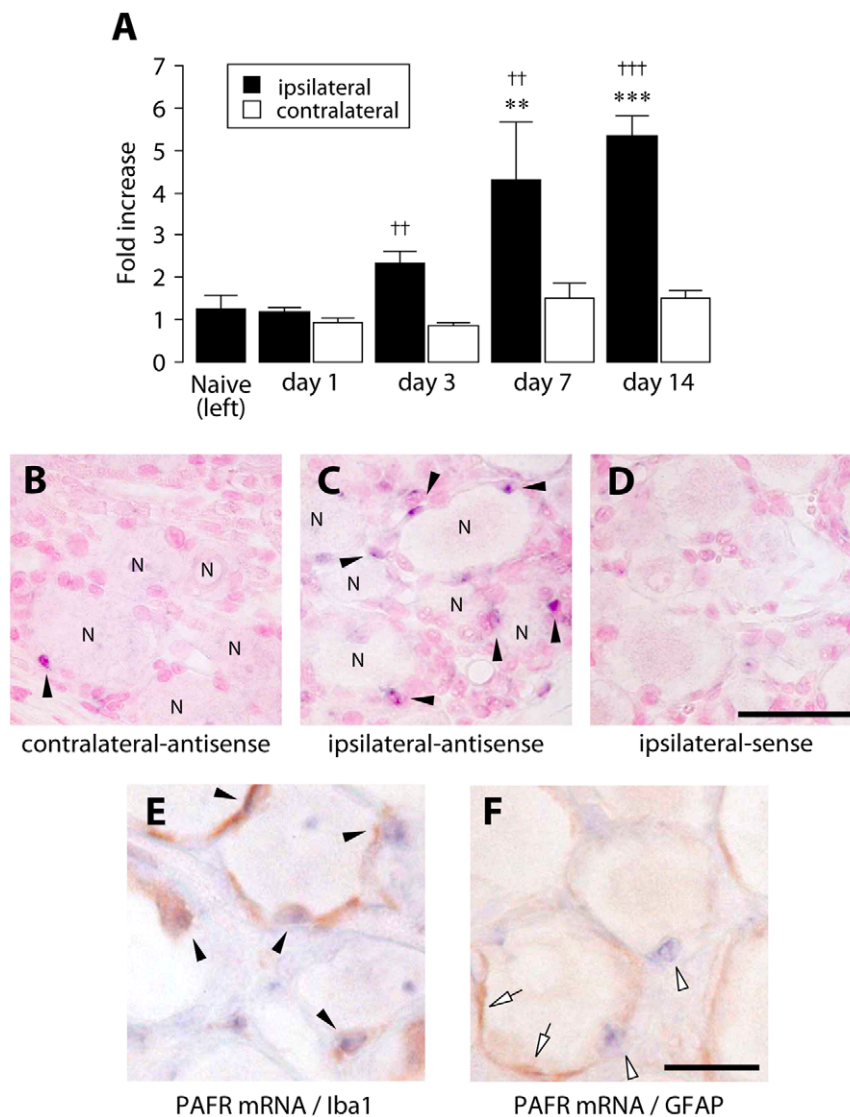 A
7
6
5
4
3
2
1
0
Fold increase
ipsilateral
contralateral
††
††
**
†††
***
Naive
(left)
day 1
day 3
day 7
day 14
B
N
N
N
N
N
contralateral-antisense
C
N
N
N
N
N
N
ipsilateral-antisense
D
ipsilateral-sense
E
PAFR mRNA / Iba1
F
PAFR mRNA / GFAP